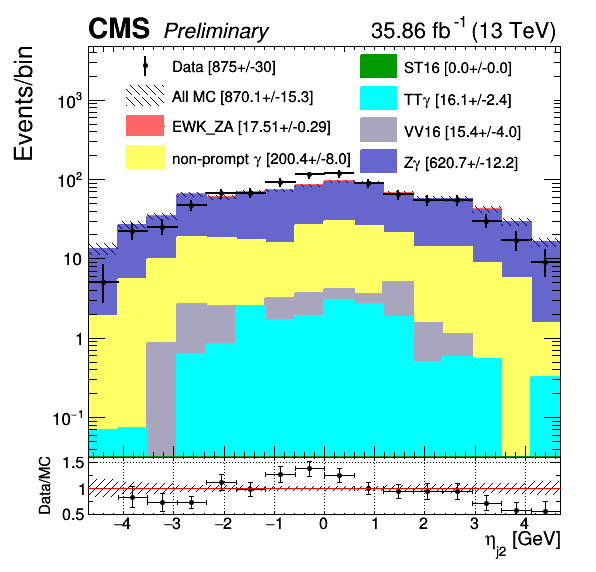 CMS Preliminary 35.86 fb⁻¹ (13 TeV)
Events/bin
Data [875+/-30]
All MC [870.1+/-15.3]
EWK_ZA [17.51+/-0.29]
non-prompt γ [200.4+/-8.0]
ST16 [0.0+/-0.0]
TTγ [16.1+/-2.4]
VV16 [15.4+/-4.0]
Zγ [620.7+/-12.2]
10³
10²
10
1
10⁻¹
Data/MC
1.5
1
0.5
−4 −3 −2 −1 0 1 2 3 4
η_j2 [GeV]